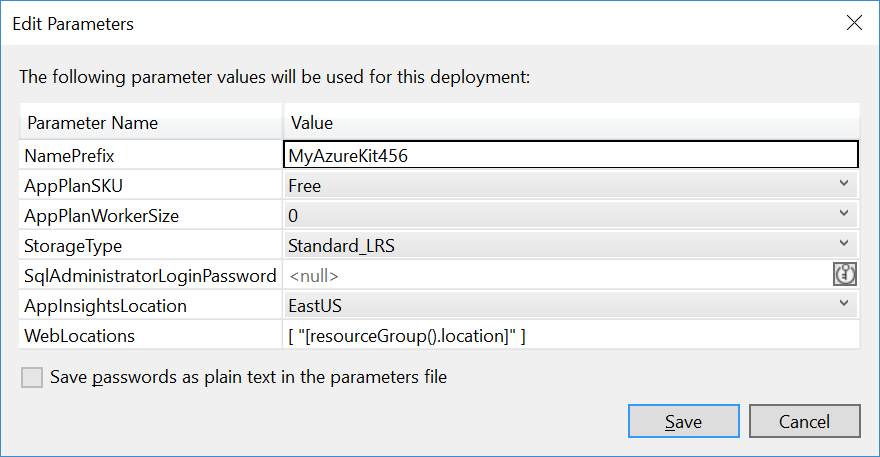 Edit Parameters
The following parameter values will be used for this deployment:
Parameter Name Value
NamePrefix MyAzureKit456
AppPlanSKU Free
AppPlanWorkerSize 0
StorageType Standard_LRS
SqlAdministratorLoginPassword <null>
AppInsightsLocation EastUS
WebLocations [ "[resourceGroup().location]" ]
Save passwords as plain text in the parameters file
Save Cancel